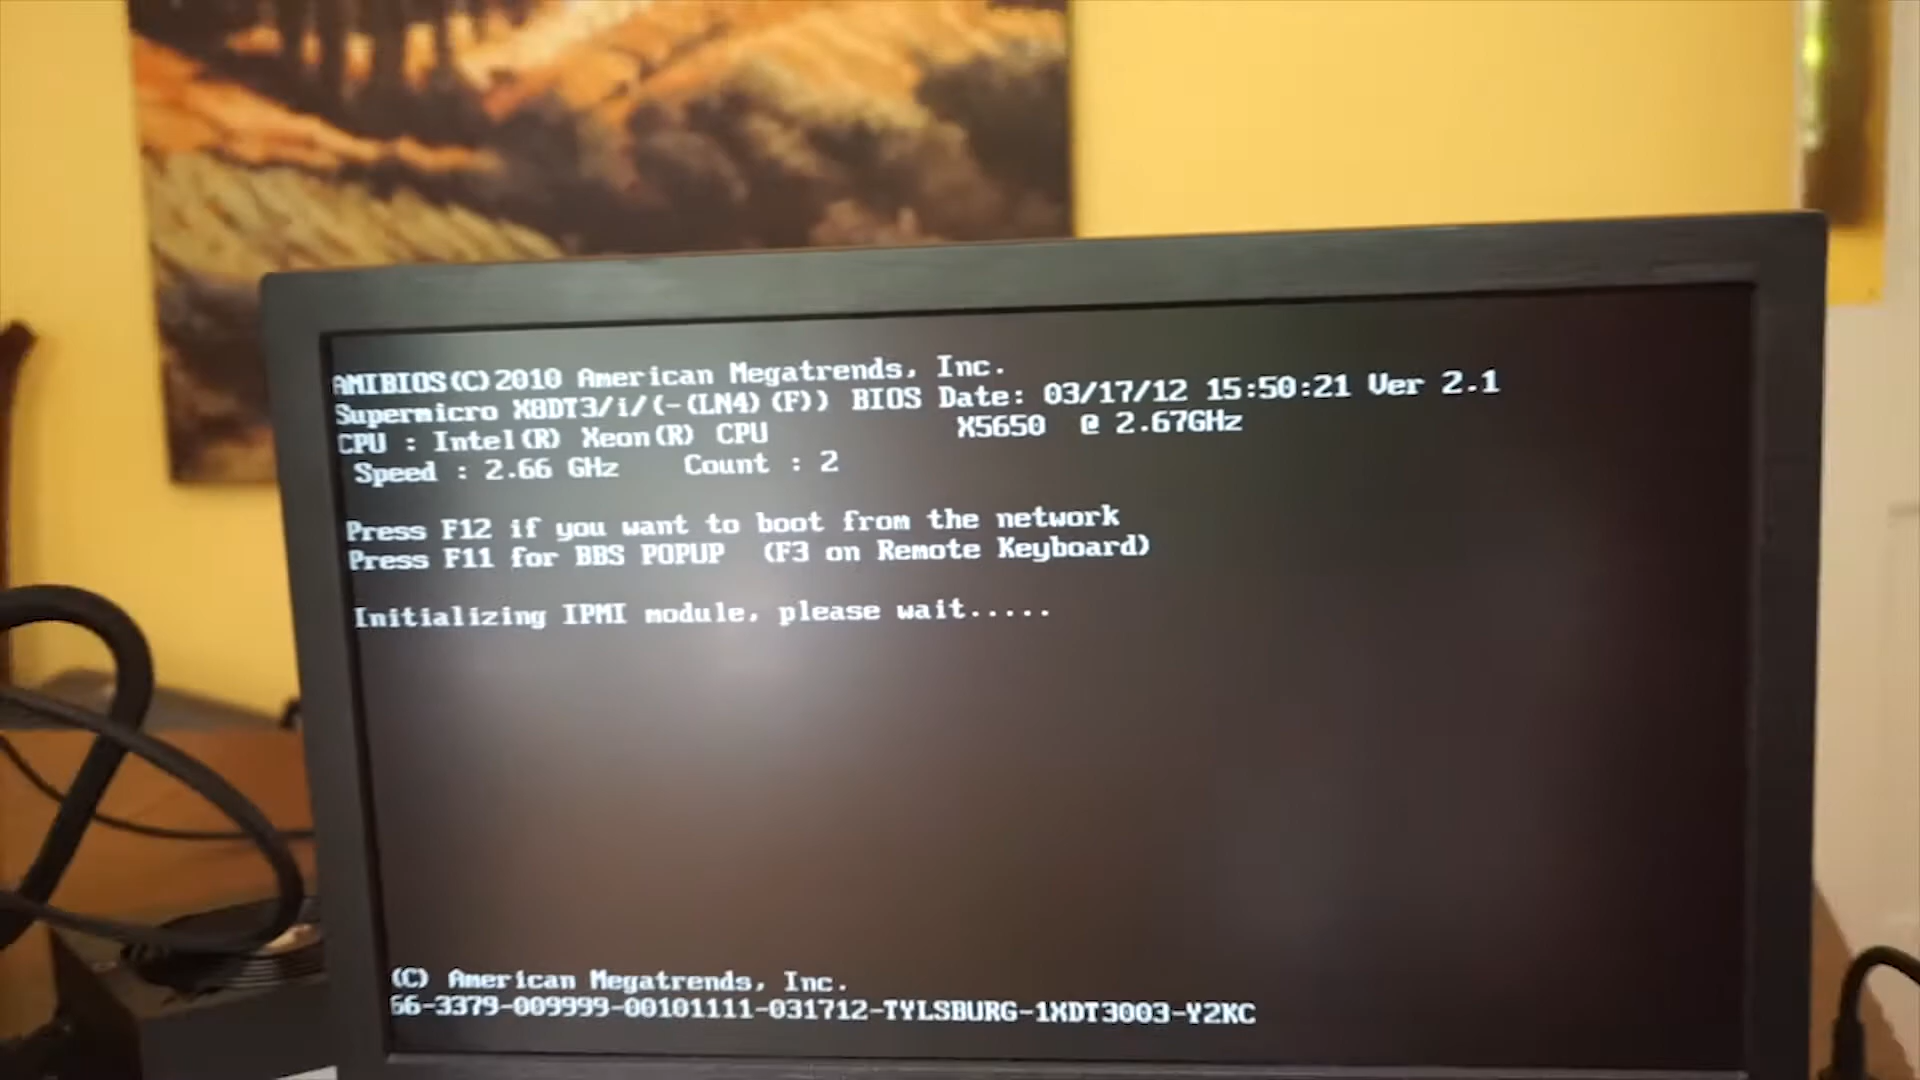 AMIBIOS(C)2010 American Megatrends, Inc.
Supermicro X8DT3/i/(-(LN4)(F)) BIOS Date: 03/17/12 15:50:21 Ver 2.1
CPU : Intel(R) Xeon(R) CPU X5650 @ 2.67GHz
Speed : 2.66 GHz Count : 2
Press F12 if you want to boot from the network
Press F11 for BBS POPUP (F3 on Remote Keyboard)
Initializing IPMI module, please wait.....
(C) American Megatrends, Inc.
66-3379-009999-00101111-031712-TYLSBURG-1XDT3003-Y2KC